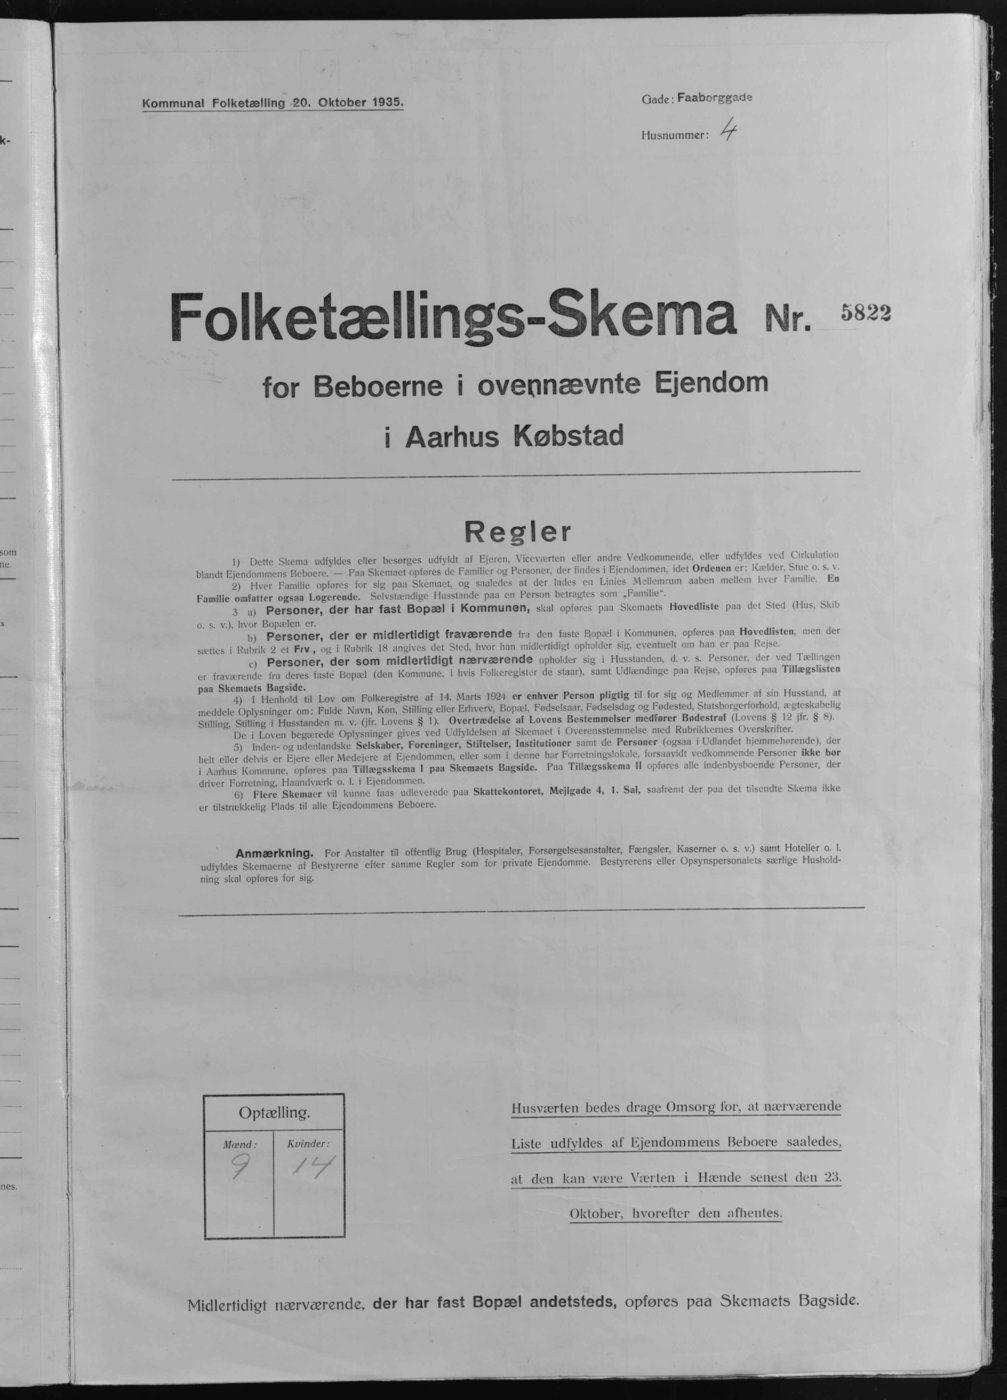 Kommunal Folketælling 20. Oktober 1935.
Gade: Faaborggade
Husnummer: 4
Folketællings-Skema Nr. 5822
for Beboerne i ovennævnte Ejendom
i Aarhus Købstad
Regler
1) Dette Skema udfyldes eller besørges udfyldt af Ejeren, Viceværten eller andre Vedkommende, eller udfyldes ved Cirkulation
blandt Ejendommens Beboere. — Paa Skemaet opføres de Familier og Personer, der findes i Ejendommen, idet Ordenen er: Kælder, Stue o. s. v.
2) Hver Familie opføres for sig paa Skemaet, og saaledes at der lades en Linies Mellemrum aaben mellem hver Familie. En
Familie omfatter ogsaa Logerende. Selvstændige Husstande paa en Person betragtes som „Familie“.
3 a) Personer, der har fast Bopæl i Kommunen, skal opføres paa Skemaets Hovedliste paa det Sted (Hus, Skib
o. s. v.), hvor Bopælen er.
b) Personer, der er midlertidigt fraværende fra den faste Bopæl i Kommunen, opføres paa Hovedlisten, men der
sættes i Rubrik 2 et Frv., og i Rubrik 18 angives det Sted, hvor han midlertidigt opholder sig, eventuelt om han er paa Rejse.
c) Personer, der som midlertidigt nærværende opholder sig i Husstanden, d. v. s. Personer, der ved Tællingen
er fraværende fra deres faste Bopæl (den Kommune, i hvis Folkeregister de staar), samt Udlændinge paa Rejse, opføres paa Tillægslisten
paa Skemaets Bagside.
4) I Henhold til Lov om Folkeregistre af 14. Marts 1924 er enhver Person pligtig til for sig og Medlemmer af sin Husstand, at
meddele Oplysninger om: Fulde Navn, Køn, Stilling eller Erhverv, Bopæl, Fødselsaar, Fødselsdag og Fødested, Statsborgerforhold, ægteskabelig
Stilling, Stilling i Husstanden m. v. (jfr. Lovens § 1). Overtrædelse af Lovens Bestemmelser medfører Bødestraf (Lovens § 12 jfr. § 8).
De i Loven begærede Oplysninger gives ved Udfyldelsen af Skemaet i Overensstemmelse med Rubrikkernes Overskrifter.
5) Inden- og udenlandske Selskaber, Foreninger, Stiftelser, Institutioner samt de Personer (ogsaa i Udlandet hjemmehørende), der
helt eller delvis er Ejere eller Medejere af Ejendommen, eller som i denne har Forretningslokale, forsaavidt vedkommende Personer ikke bor
i Aarhus Kommune, opføres paa Tillægsskema I paa Skemaets Bagside. Paa Tillægsskema II opføres alle indenbysboende Personer, der
driver Forretning, Haandværk o. l. i Ejendommen.
6) Flere Skemaer vil kunne faas udleverede paa Skattekontoret, Mejlgade 4, 1. Sal, saafremt der paa det tilsendte Skema ikke
er tilstrækkelig Plads til alle Ejendommens Beboere.
Anmærkning. For Anstalter til offentlig Brug (Hospitaler, Forsørgelsesanstalter, Fængsler, Kaserner o. s. v.) samt Hoteller o. l.
udfyldes Skemaerne af Bestyrerne efter samme Regler som for private Ejendomme. Bestyrerens eller Opsynspersonalets særlige Hushold-
ning skal opføres for sig.
Optælling.
Mænd: Kvinder:
9 14
Husværten bedes drage Omsorg for, at nærværende
Liste udfyldes af Ejendommens Beboere saaledes,
at den kan være Værten i Hænde senest den 23.
Oktober, hvorefter den afhentes.
Midlertidigt nærværende, der har fast Bopæl andetsteds, opføres paa Skemaets Bagside.